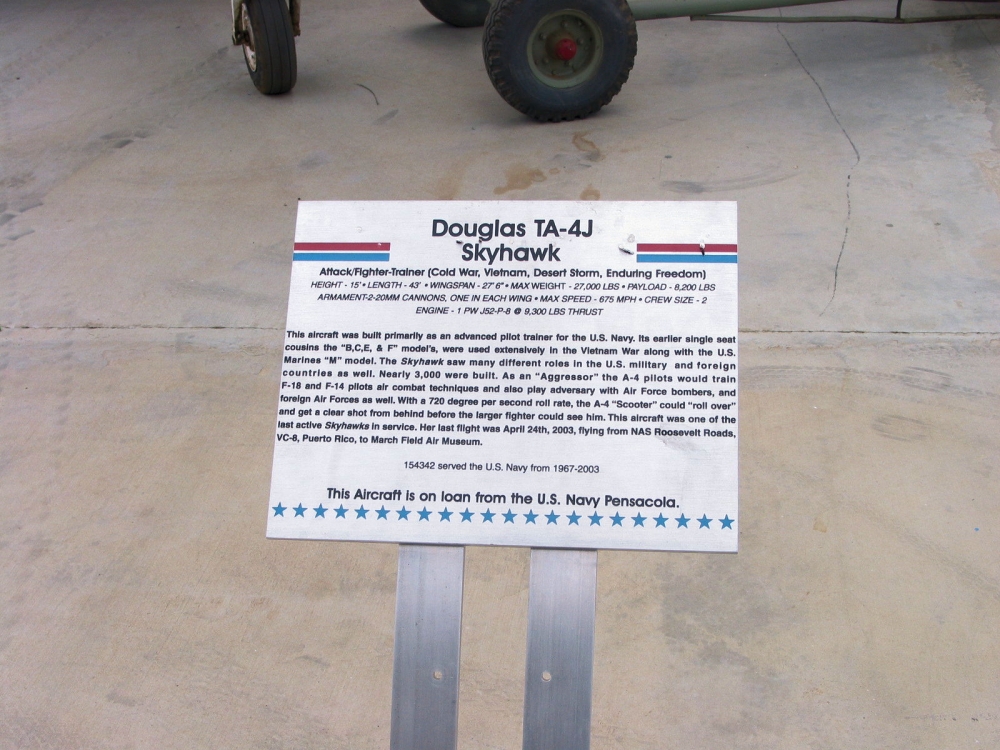 Douglas TA-4J
Skyhawk
Attack/Fighter-Trainer (Cold War, Vietnam, Desert Storm, Enduring Freedom)
HEIGHT - 15' • LENGTH - 43' • WINGSPAN - 27' 6" • MAX WEIGHT - 27,000 LBS • PAYLOAD - 8,200 LBS
ARMAMENT-2-20MM CANNONS, ONE IN EACH WING • MAX SPEED - 675 MPH • CREW SIZE - 2
ENGINE - 1 PW J52-P-8 @ 9,300 LBS THRUST
This aircraft was built primarily as an advanced pilot trainer for the U.S. Navy. Its earlier single seat
cousins the "B,C,E, & F" model's, were used extensively in the Vietnam War along with the U.S.
Marines "M" model. The Skyhawk saw many different roles in the U.S. military and foreign
countries as well. Nearly 3,000 were built. As an "Aggressor" the A-4 pilots would train
F-18 and F-14 pilots air combat techniques and also play adversary with Air Force bombers, and
foreign Air Forces as well. With a 720 degree per second roll rate, the A-4 "Scooter" could "roll over"
and get a clear shot from behind before the larger fighter could see him. This aircraft was one of the
last active Skyhawks in service. Her last flight was April 24th, 2003, flying from NAS Roosevelt Roads,
VC-8, Puerto Rico, to March Field Air Museum.
154342 served the U.S. Navy from 1967-2003
This Aircraft is on loan from the U.S. Navy Pensacola.